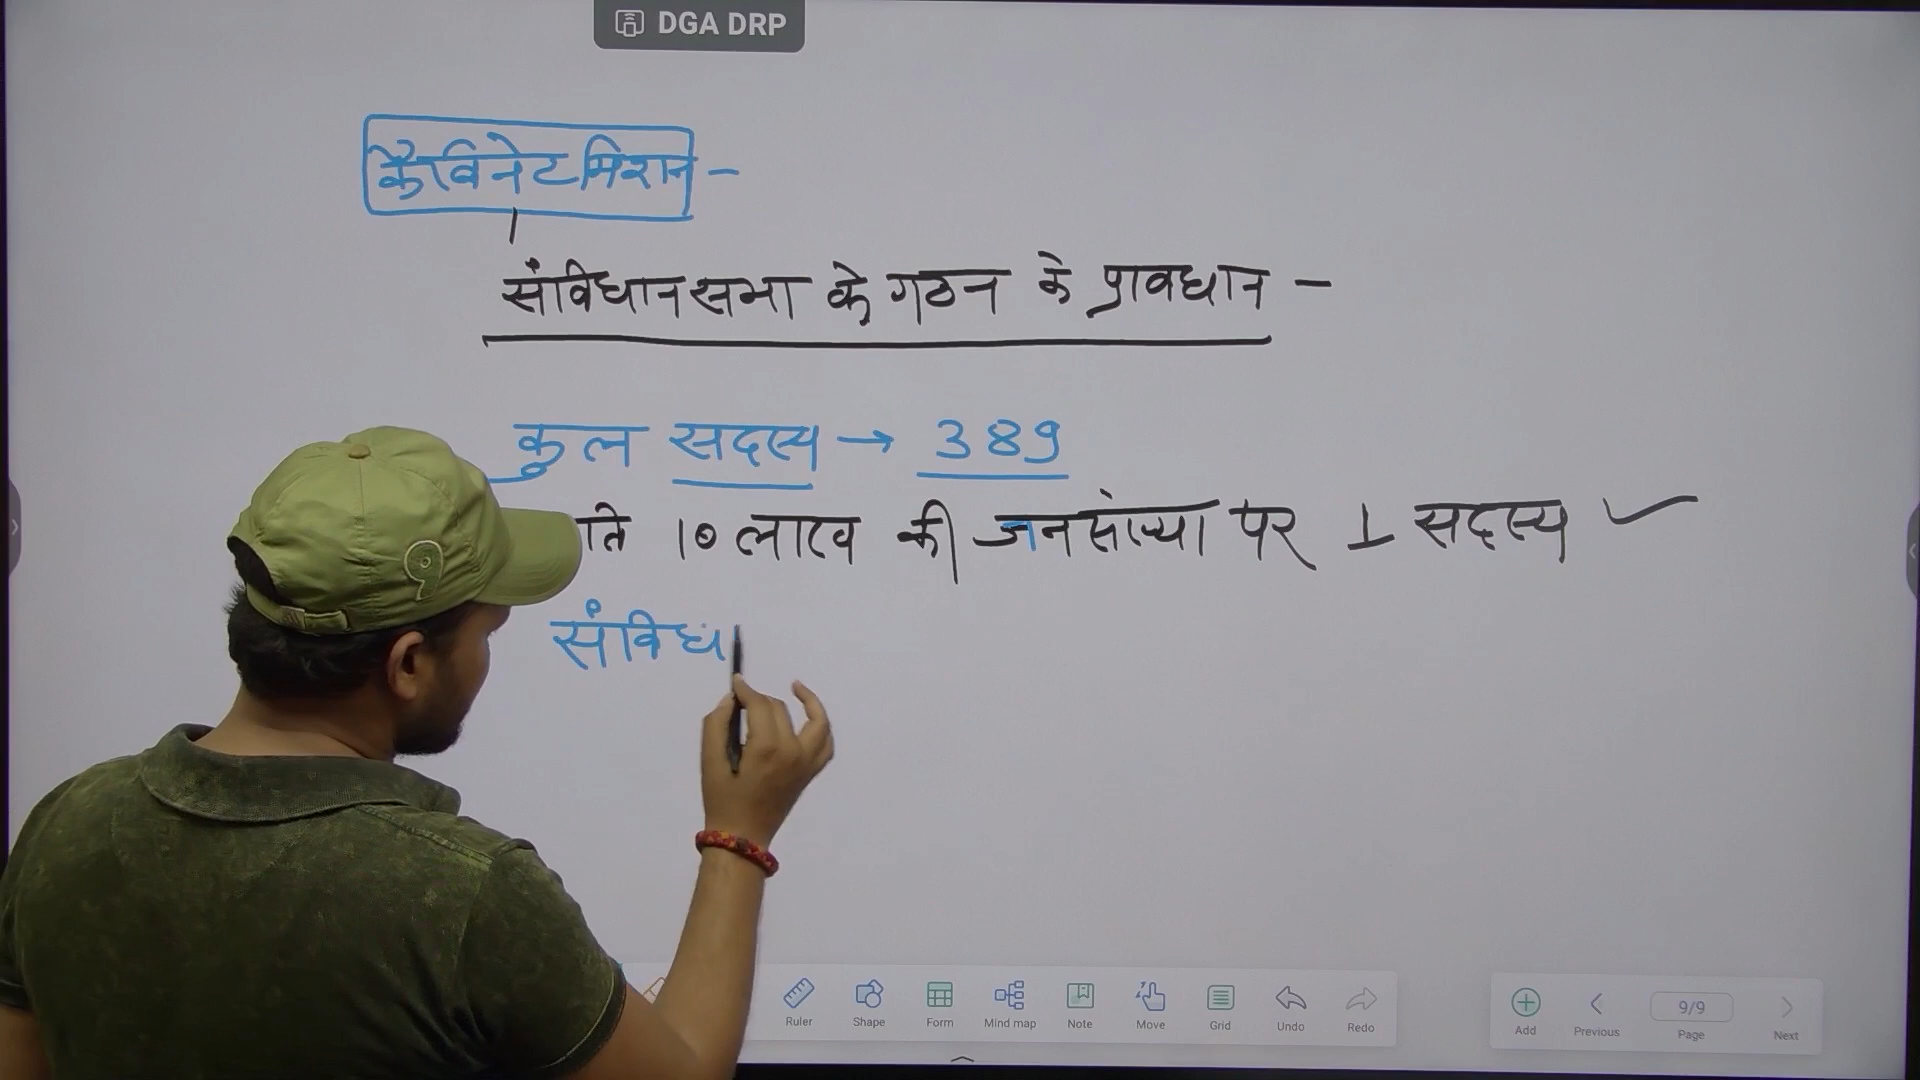 DGA DRP
कैबिनेट मिशन -
संविधान सभा के गठन के प्रावधान -
कुल सदस्य → 389
ति 10 लाख की जनसंख्या पर 1 सदस्य ✓
संविध
9
Ruler Shape Form Mind map Note Move Grid Undo Redo
Add Previous 9/9 Page Next